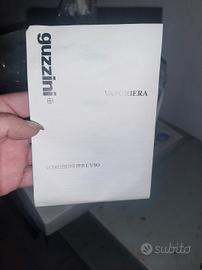 guzzini
VAPORIERA
ISTRUZIONI PER L'USO
subito